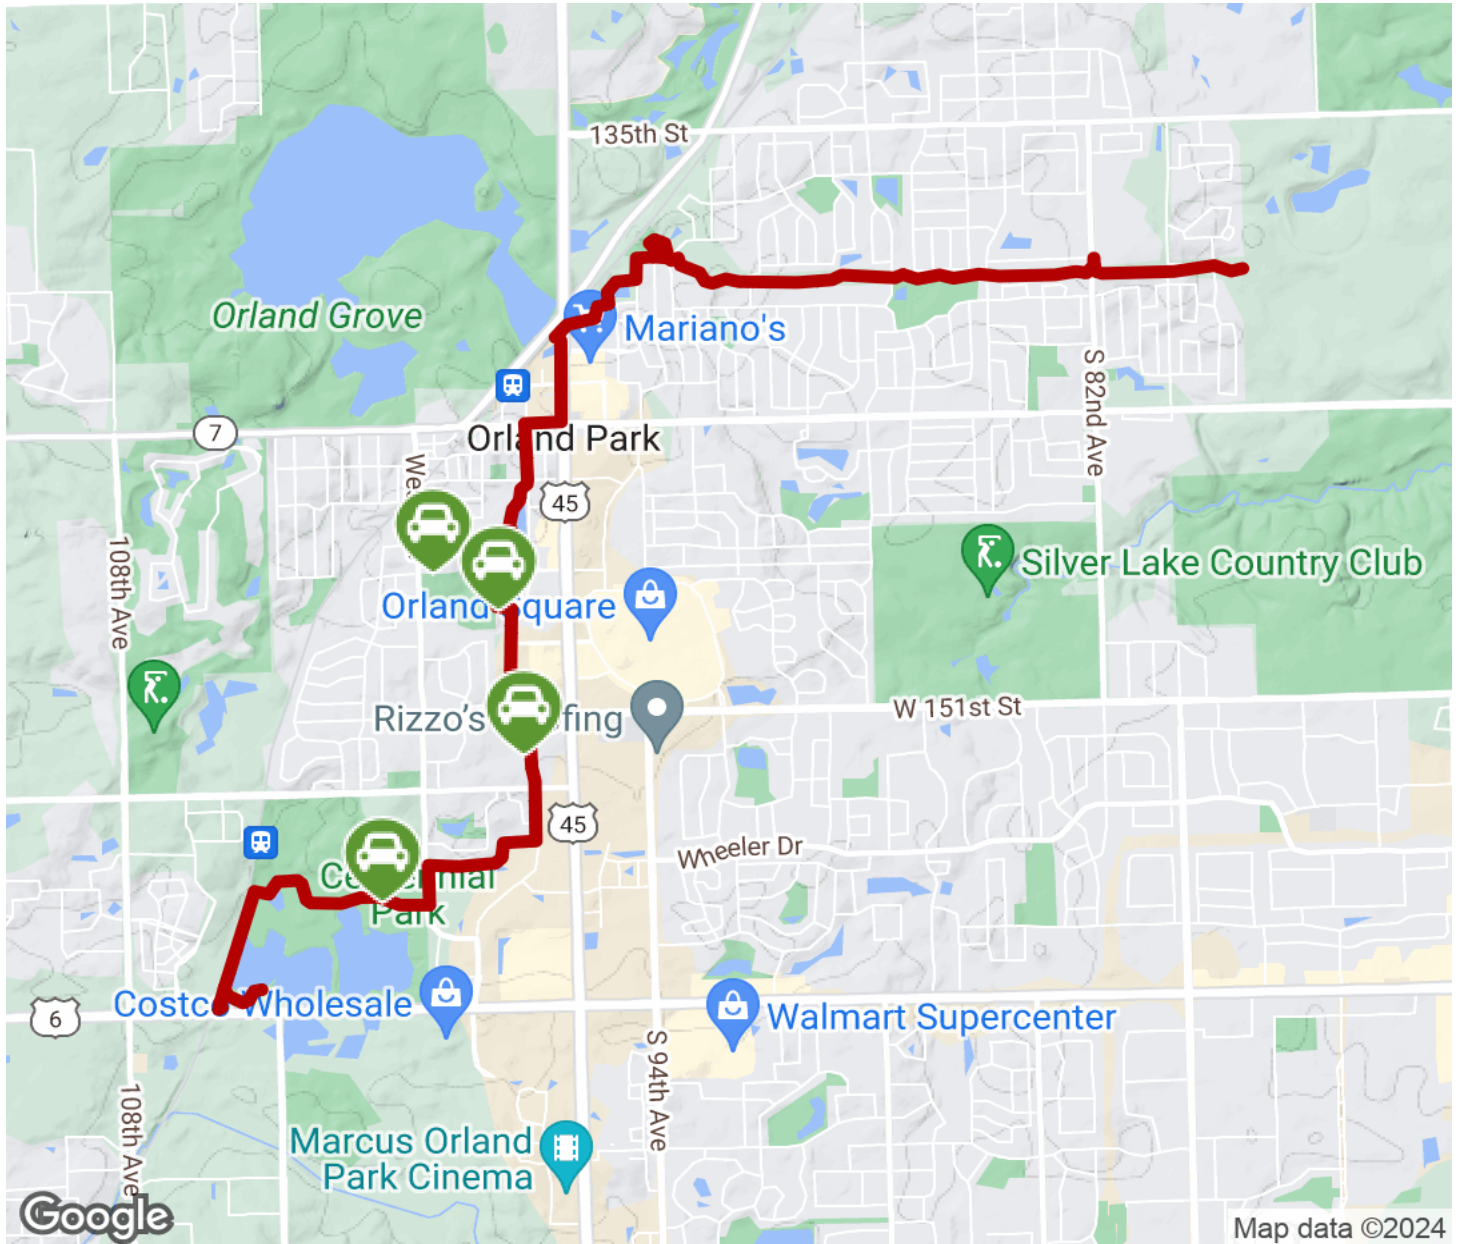 135th St
Orland Grove
Mariano's
7
Orland Park
We
45
S 82nd Ave
108th Ave
Silver Lake Country Club
Orland Square
W 151st St
Rizzo's fing
45
Wheeler Dr
Ce nnial
Park
Costc Wholesale
6
Walmart Supercenter
S 94th Ave
108th Ave
Marcus Orland
Park Cinema
Google
Map data ©2024